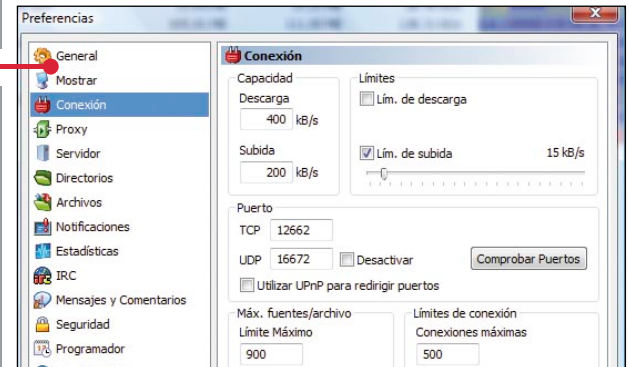 Preferencias
General
Mostrar
Conexión
Proxy
Servidor
Directorios
Archivos
Notificaciones
Estadísticas
IRC
Mensajes y Comentarios
Seguridad
Programador
Conexión
Capacidad
Descarga
400 kB/s
Subida
200 kB/s
Límites
Lím. de descarga
Lím. de subida 15 kB/s
Puerto
TCP 12662
UDP 16672 Desactivar Comprobar Puertos
Utilizar UPnP para redirigir puertos
Máx. fuentes/archivo
Límite Máximo
900
Límites de conexión
Conexiones máximas
500